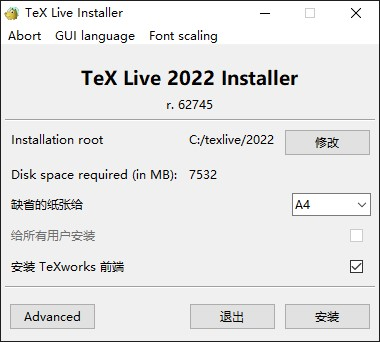 TeX Live Installer
Abort GUI language Font scaling
TeX Live 2022 Installer
r. 62745
Installation root C:/texlive/2022 修改
Disk space required (in MB): 7532
缺省的纸张给 A4
给所有用户安装
安装 TeXworks 前端
Advanced 退出 安装